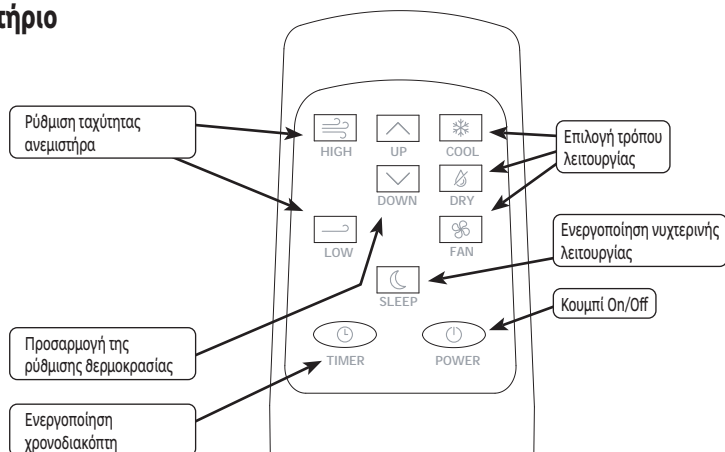 τήριο
Ρύθμιση ταχύτητας
ανεμιστήρα
HIGH
UP
COOL
Επιλογή τρόπου
λειτουργίας
DOWN
DRY
LOW
FAN
Ενεργοποίηση νυχτερινής
λειτουργίας
SLEEP
Κουμπί On/Off
Προσαρμογή της
ρύθμισης θερμοκρασίας
TIMER
POWER
Ενεργοποίηση
χρονοδιακόπτη